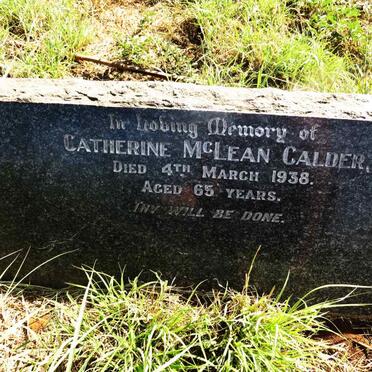 In Loving Memory of
CATHERINE McLEAN CALDER.
DIED 4TH MARCH 1938.
AGED 65 YEARS.
THY WILL BE DONE.